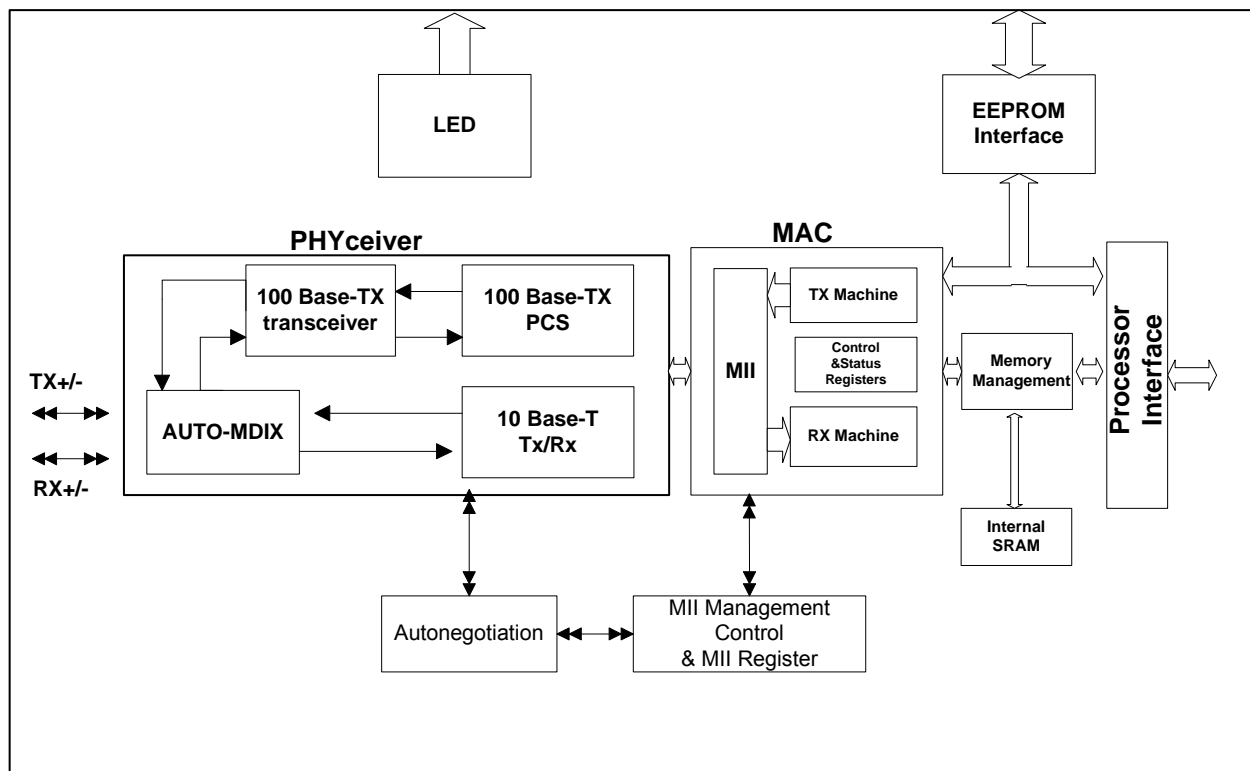 LED
EEPROM
Interface
PHYceiver
MAC
100 Base-TX
transceiver
100 Base-TX
PCS
TX Machine
MII
Control
&Status
Registers
Memory
Management
Processor
Interface
TX+/-
AUTO-MDIX
10 Base-T
Tx/Rx
RX Machine
RX+/-
Internal
SRAM
Autonegotiation
MII Management
Control
& MII Register